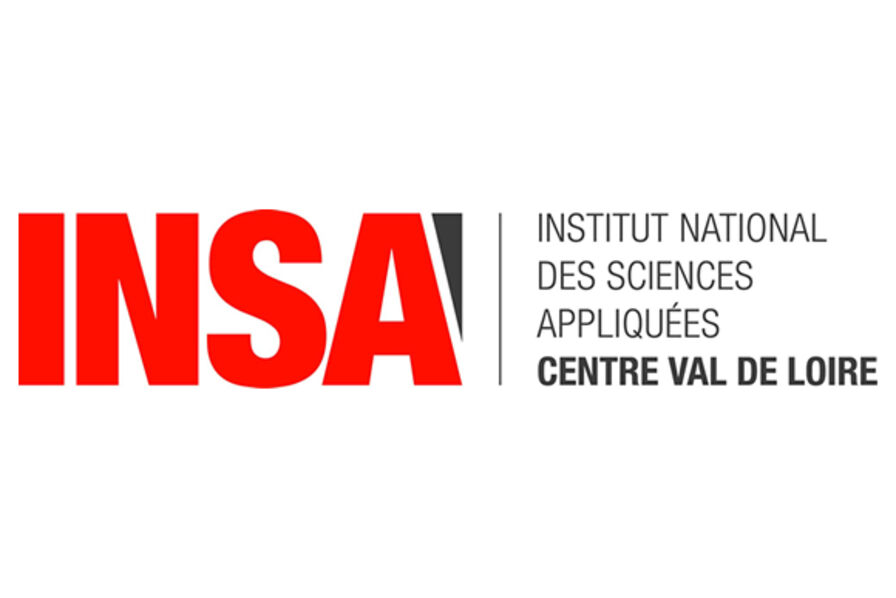 INSA
INSTITUT NATIONAL
DES SCIENCES
APPLIQUÉES
CENTRE VAL DE LOIRE